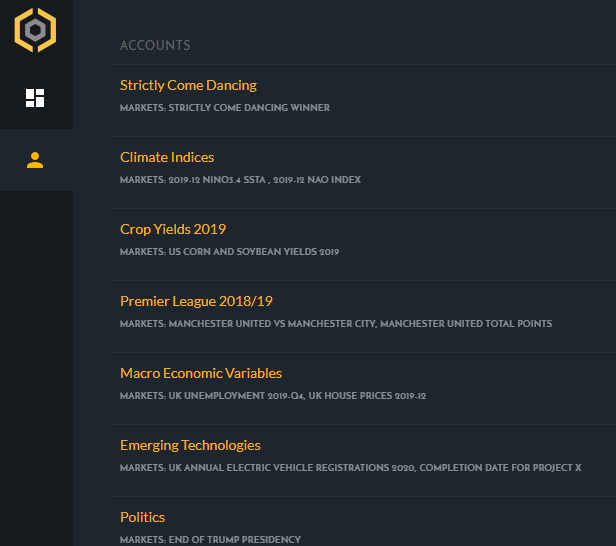 ACCOUNTS
Strictly Come Dancing
MARKETS: STRICTLY COME DANCING WINNER
Climate Indices
MARKETS: 2019-12 NINO3.4 SSTA , 2019-12 NAO INDEX
Crop Yields 2019
MARKETS: US CORN AND SOYBEAN YIELDS 2019
Premier League 2018/19
MARKETS: MANCHESTER UNITED VS MANCHESTER CITY, MANCHESTER UNITED TOTAL POINTS
Macro Economic Variables
MARKETS: UK UNEMPLOYMENT 2019-Q4, UK HOUSE PRICES 2019-12
Emerging Technologies
MARKETS: UK ANNUAL ELECTRIC VEHICLE REGISTRATIONS 2020, COMPLETION DATE FOR PROJECT X
Politics
MARKETS: END OF TRUMP PRESIDENCY